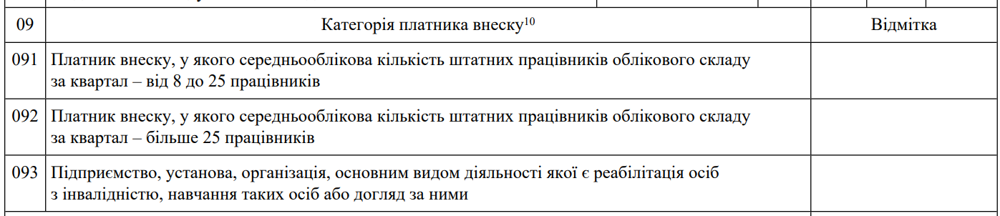 09 Категорія платника внеску¹⁰ Відмітка
091 Платник внеску, у якого середньооблікова кількість штатних працівників облікового складу
за квартал – від 8 до 25 працівників
092 Платник внеску, у якого середньооблікова кількість штатних працівників облікового складу
за квартал – більше 25 працівників
093 Підприємство, установа, організація, основним видом діяльності якої є реабілітація осіб
з інвалідністю, навчання таких осіб або догляд за ними